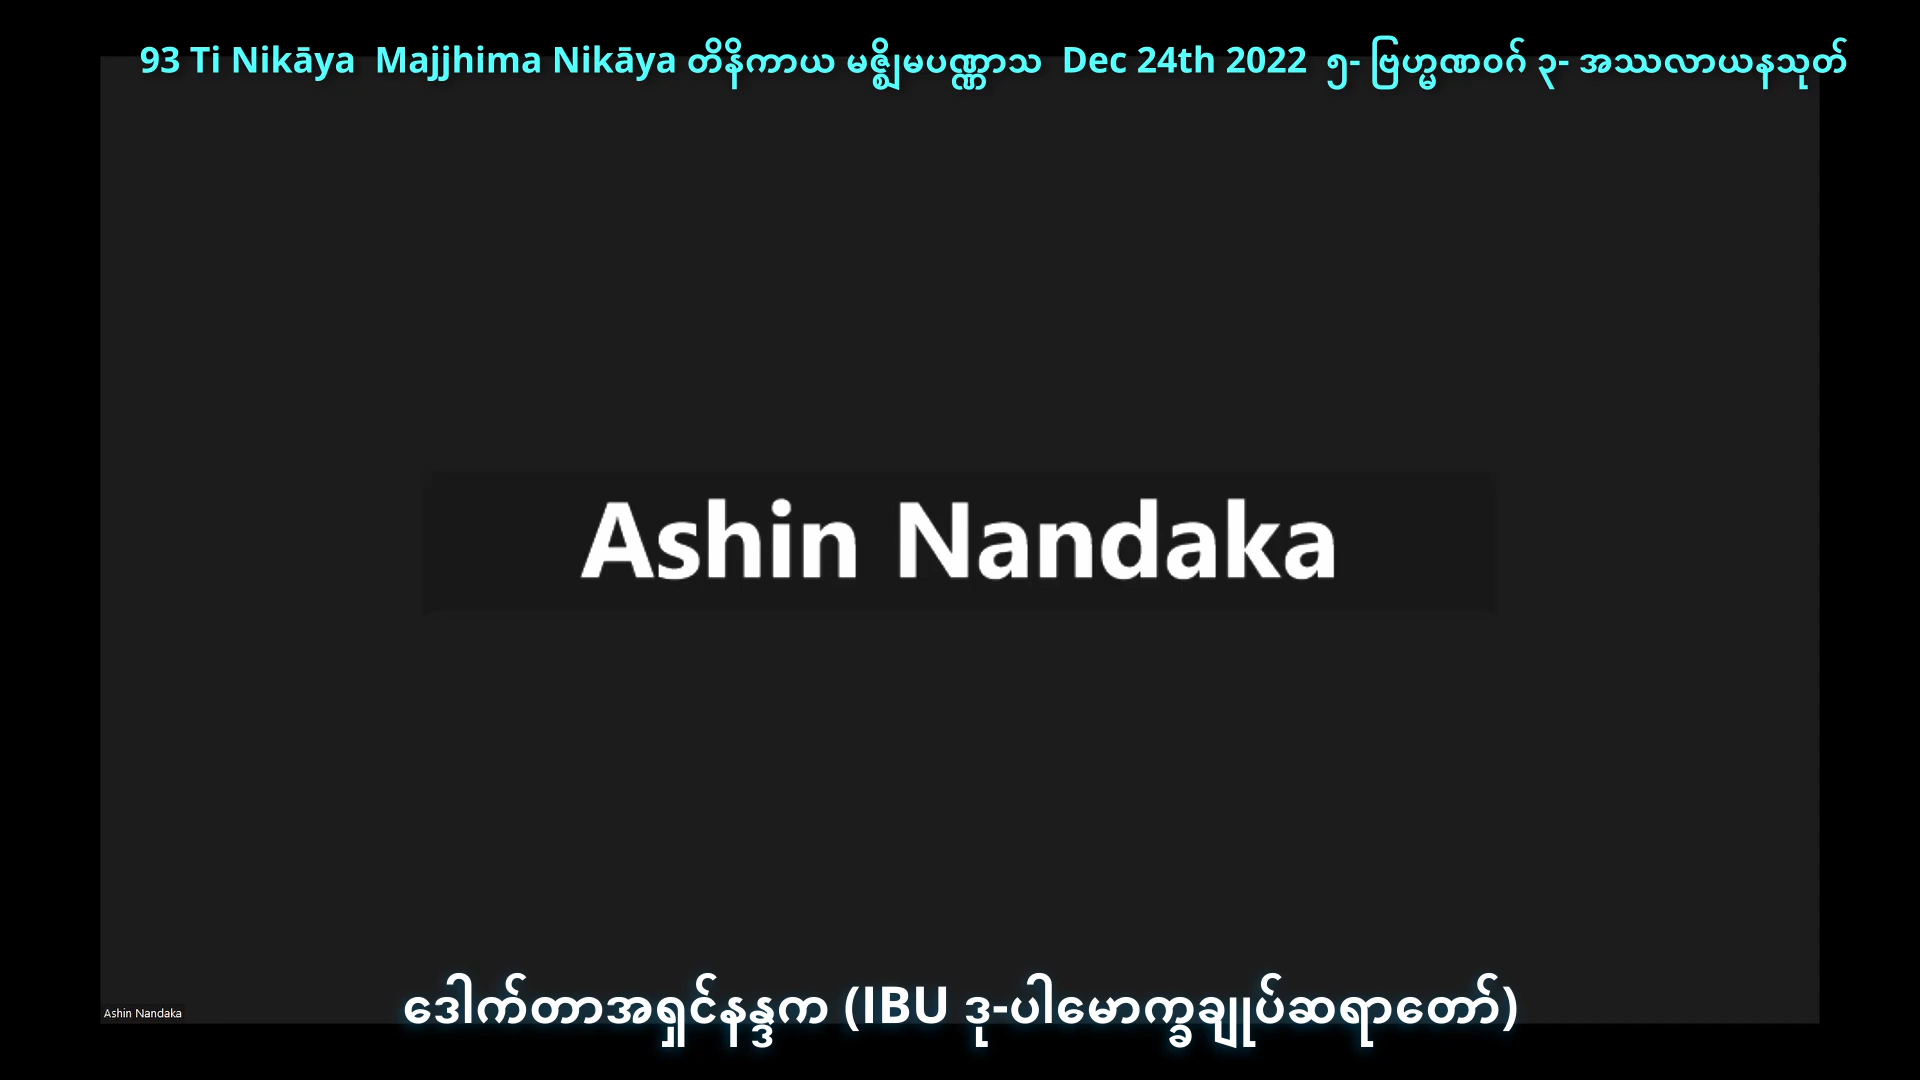 93 Ti Nikāya  Majjhima Nikāya တိနိကာယ မဇ္ဈိမပဏ္ဏာသ  Dec 24th 2022  ၅- ဗြဟ္မဏဝဂ် ၃- အဿလာယနသုတ်
Ashin Nandaka
Ashin Nandaka
ဒေါက်တာအရှင်နန္ဒက (IBU ဒု-ပါမောက္ခချုပ်ဆရာတော်)